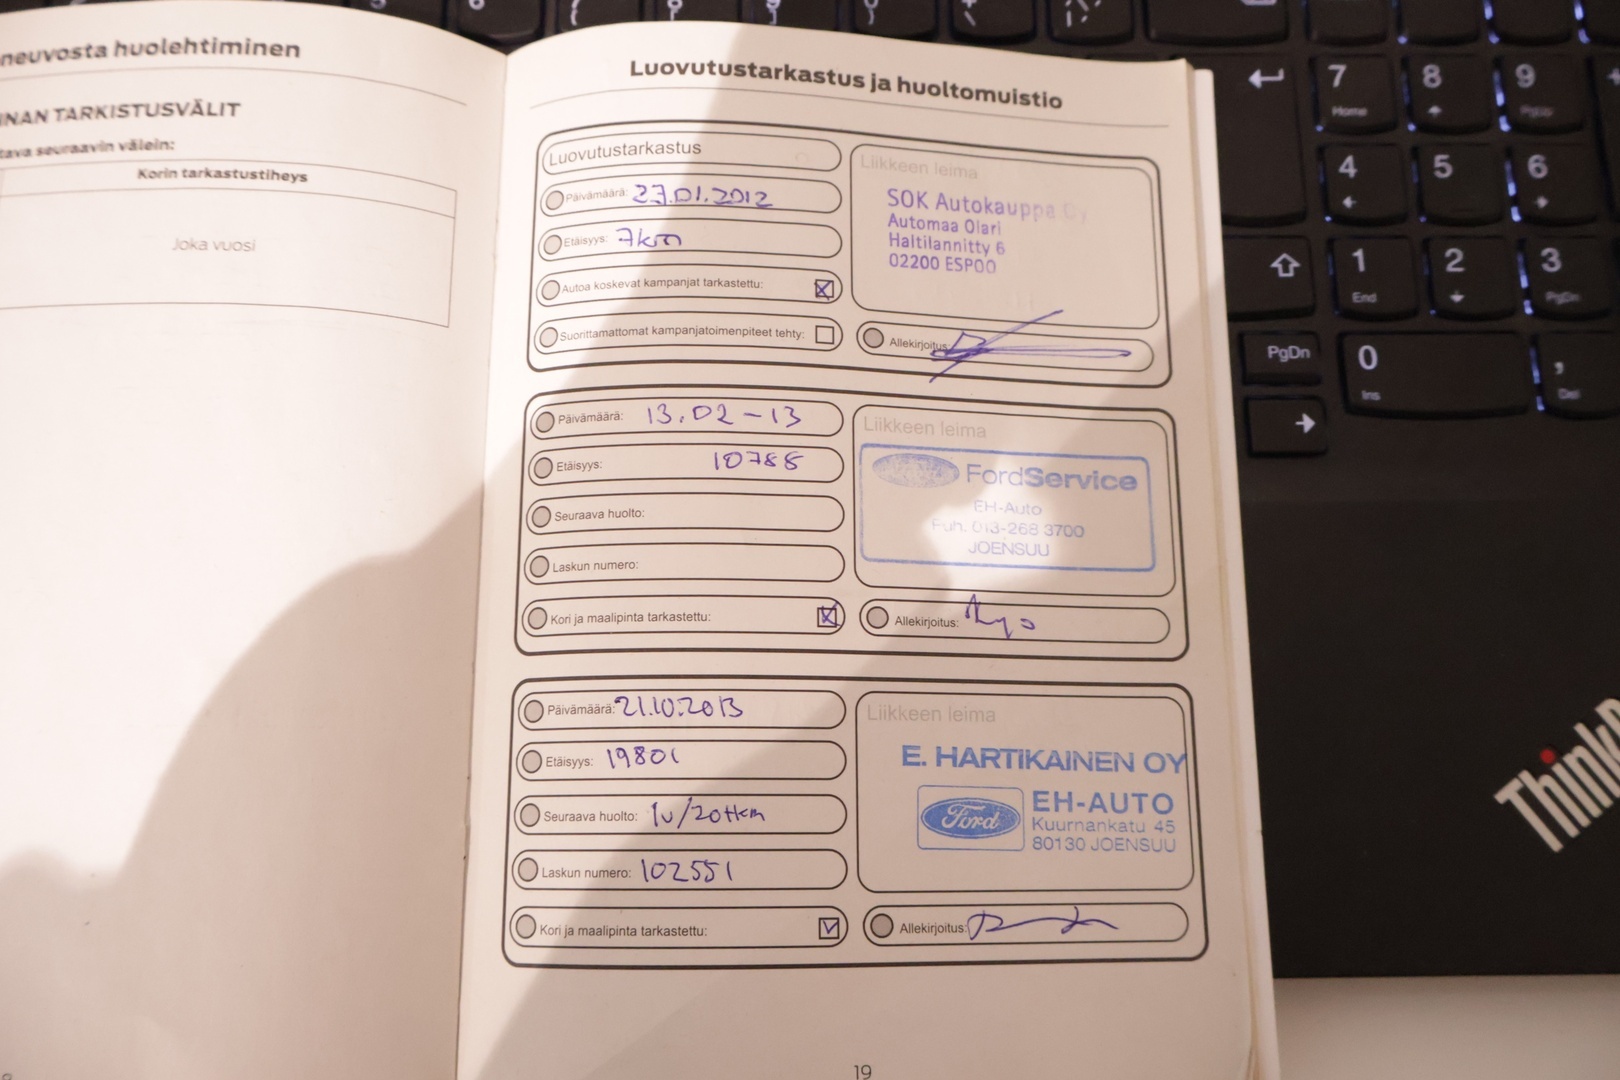 neuvosta huolehtiminen
INAN TARKISTUSVÄLIT
tava seuraavin välein:
Korin tarkastustiheys
Joka vuosi
Luovutustarkastus ja huoltomuistio
Luovutustarkastus
Päivämäärä: 27.01.2012
Etäisyys: 7km
Autoa koskevat kampanjat tarkastettu:
Suorittamattomat kampanjatoimenpiteet tehty:
Liikkeen leima
SOK Autokauppa Oy
Automaa Olari
Haltilannitty 6
02200 ESPOO
Allekirjoitus:
Päivämäärä: 13.02-13
Etäisyys: 10788
Seuraava huolto:
Laskun numero:
Kori ja maalipinta tarkastettu:
Liikkeen leima
FordService
EH-Auto
Puh. 013-268 3700
JOENSUU
Allekirjoitus:
Päivämäärä: 21.10.2013
Etäisyys: 19801
Seuraava huolto: 1v/20tkm
Laskun numero: 102551
Kori ja maalipinta tarkastettu:
Liikkeen leima
E. HARTIKAINEN OY
Ford
EH-AUTO
Kuurnankatu 45
80130 JOENSUU
Allekirjoitus:
19
7 8 9
Home PgUp
4 5 6
1 2 3
End PgDn
PgDn 0 ,
Ins Del
ThinkP